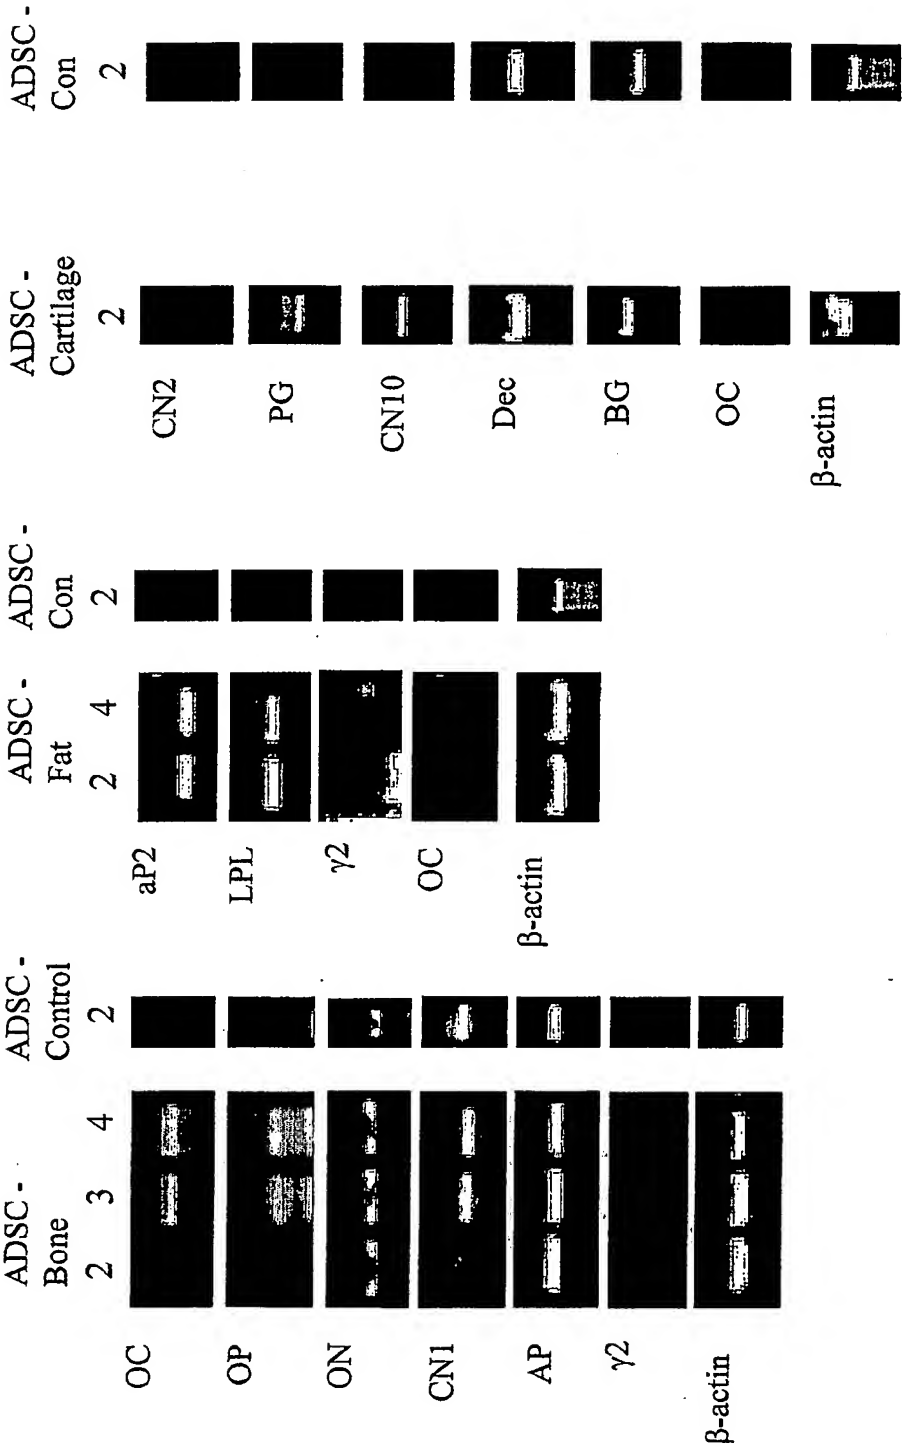 ADSC -
Bone
2 3 4
ADSC -
Control
2
OC
OP
ON
CN1
AP
γ2
β-actin
ADSC -
Fat
2 4
ADSC -
Con
2
aP2
LPL
γ2
OC
β-actin
ADSC -
Cartilage
2
ADSC -
Con
2
CN2
PG
CN10
Dec
BG
OC
β-actin